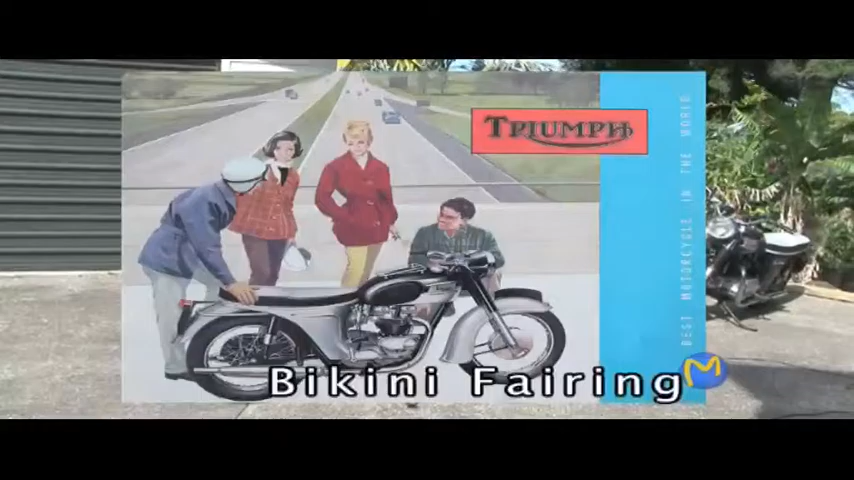 TRIUMPH
BEST MOTORCYCLE IN THE WORLD
Bikini Fairing
M